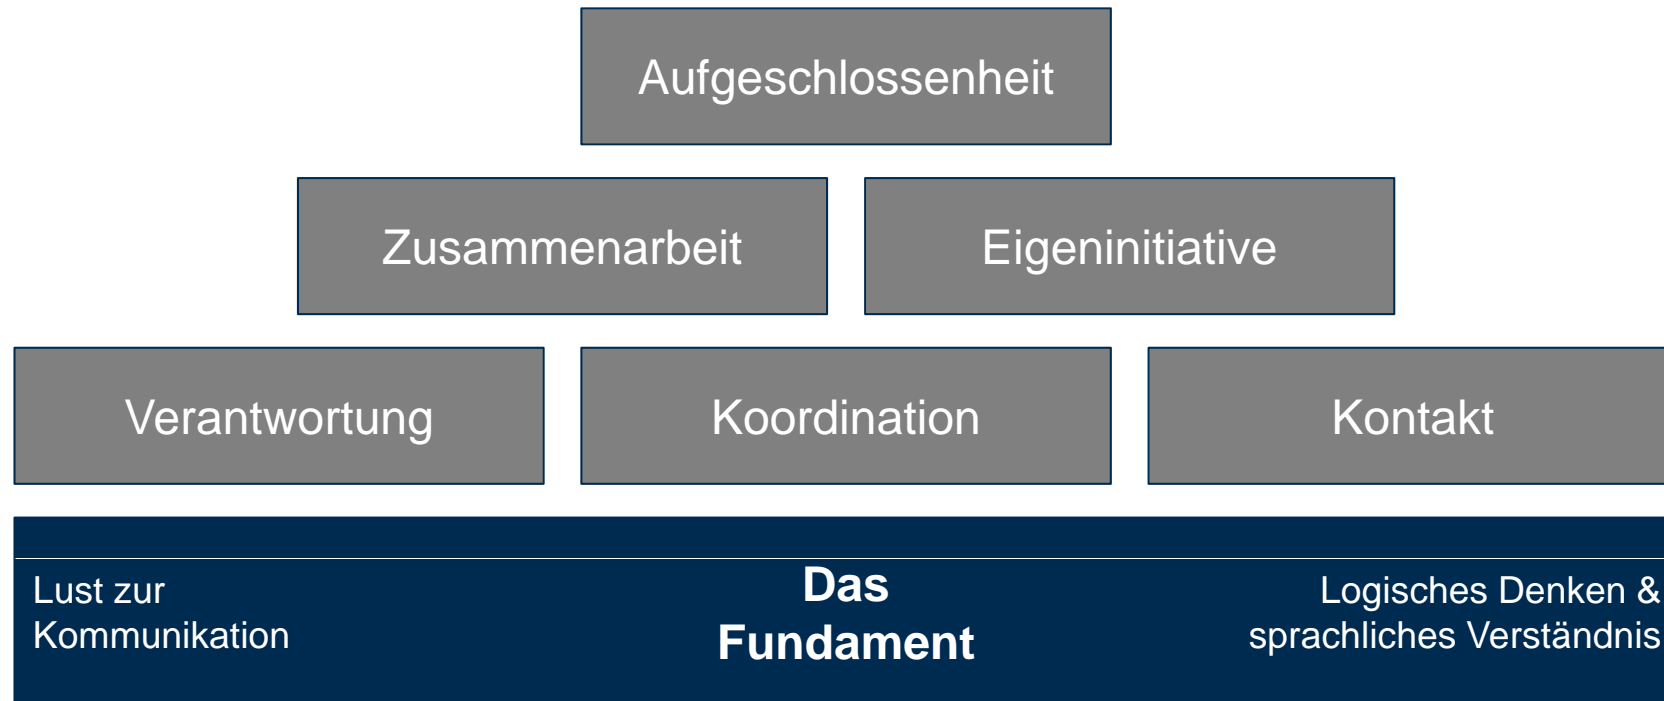 Aufgeschlossenheit
Zusammenarbeit
Eigeninitiative
Verantwortung
Koordination
Kontakt
Lust zur
Kommunikation
Das
Fundament
Logisches Denken &
sprachliches Verständnis